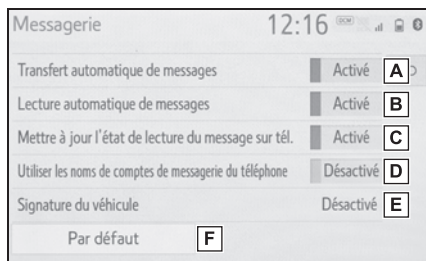 Messagerie 12:16 DCM
Transfert automatique de messages Activé A
Lecture automatique de messages Activé B
Mettre à jour l'état de lecture du message sur tél. Activé C
Utiliser les noms de comptes de messagerie du téléphone Désactivé D
Signature du véhicule Désactivé E
Par défaut F